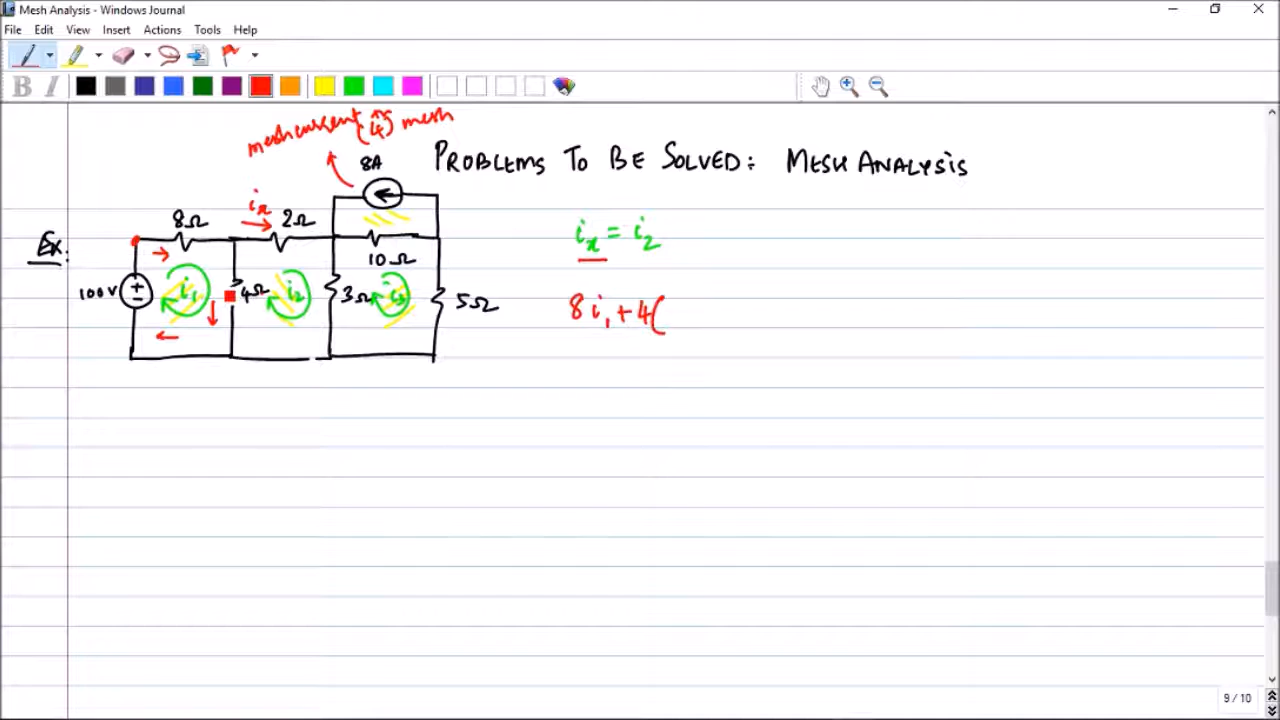 Mesh Analysis - Windows Journal
File Edit View Insert Actions Tools Help
B I
mesh current (i4) mesh
PROBLEMS TO BE SOLVED: MESH ANALYSIS
8A
ix
8Ω 2Ω
Ex:
10Ω
100V + - i1 4Ω i2 3Ω i3 5Ω
ix = i2
8i1 + 4(
9 / 10